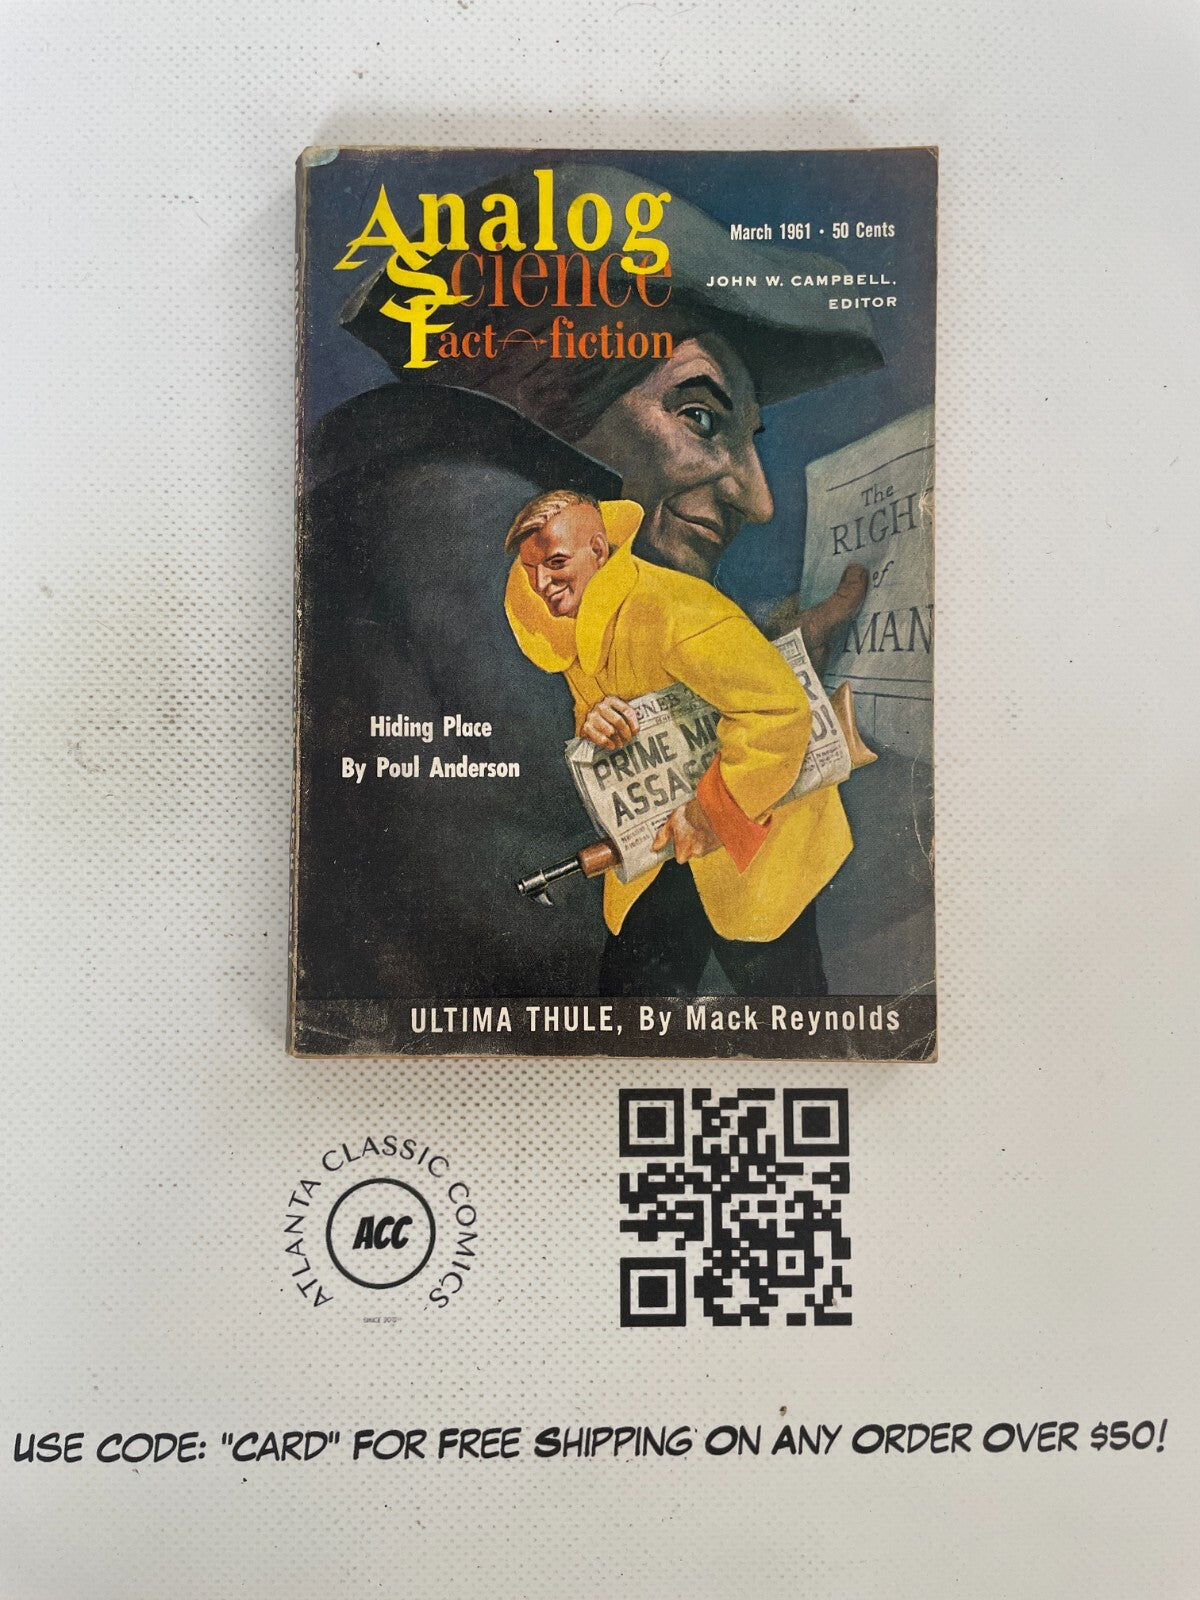 Analog
Science
Fact fiction
March 1961 • 50 Cents
JOHN W. CAMPBELL,
EDITOR
The
RIGH
of
MAN
PRIME MI
ASSAS
Hiding Place
By Poul Anderson
ULTIMA THULE, By Mack Reynolds
ATLANTA CLASSIC COMICS
ACC
USE CODE: "CARD" FOR FREE SHIPPING ON ANY ORDER OVER $50!